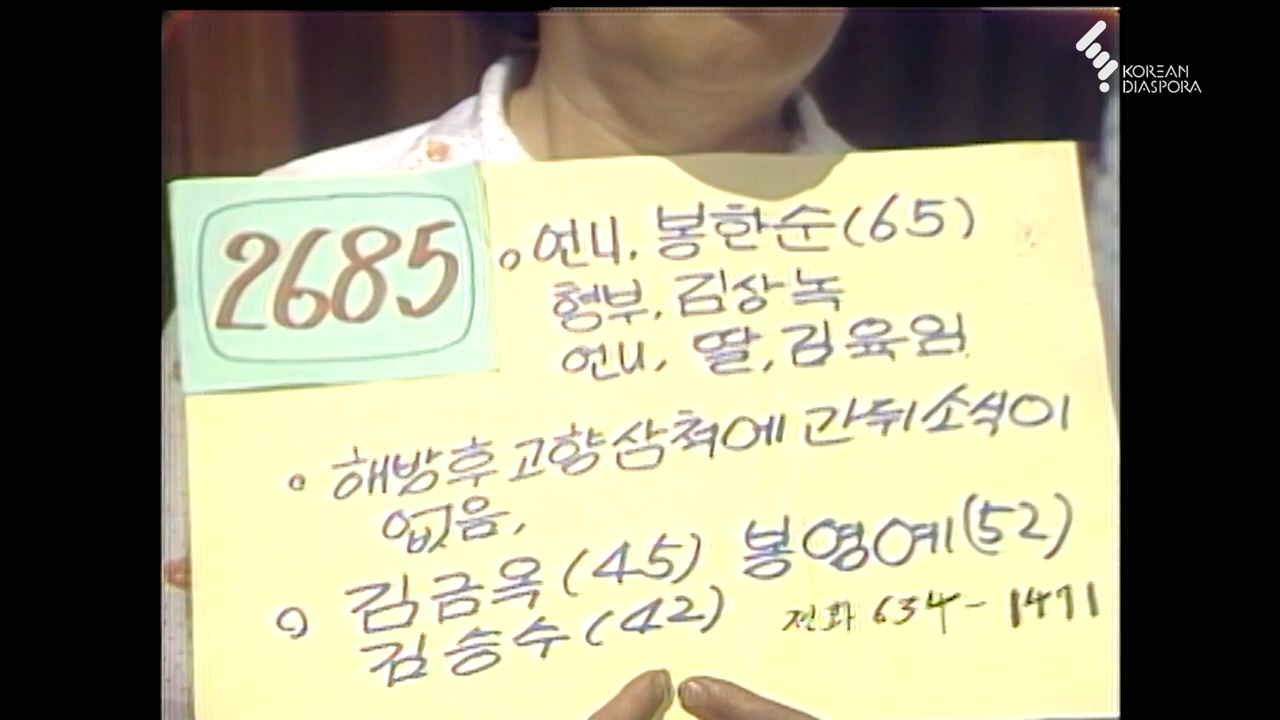 KOREAN
DIASPORA
2685
언니. 봉한순(65)
형부. 김상녹
언니. 딸, 김육원
해방후 고향 삼척에 간뒤 소식이
없음,
김금옥(45) 봉영예(52)
김승수(42) 전화 634-1471